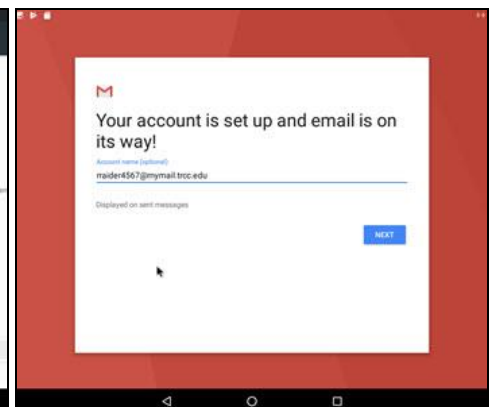 Your account is set up and email is on
its way!
Account name (optional)
rraider4567@mymail.trcc.edu
Displayed on sent messages
NEXT